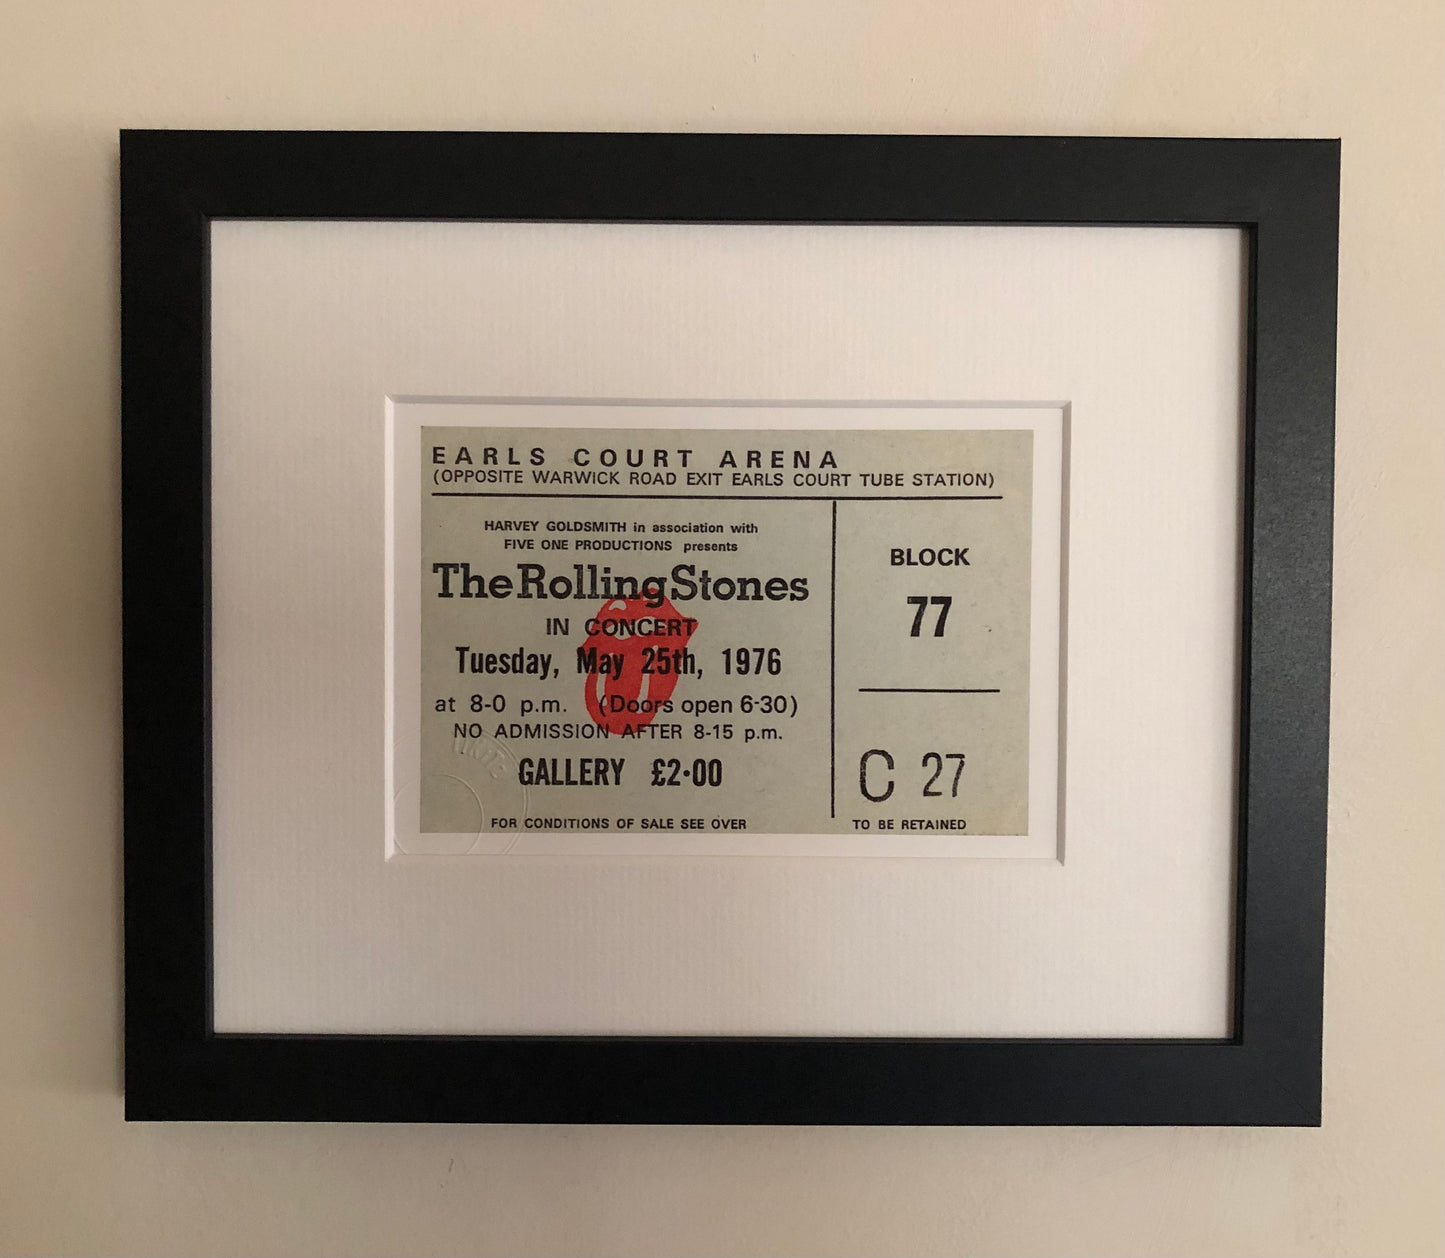 EARLS COURT ARENA
(OPPOSITE WARWICK ROAD EXIT EARLS COURT TUBE STATION)
HARVEY GOLDSMITH in association with
FIVE ONE PRODUCTIONS presents
The Rolling Stones
IN CONCERT
Tuesday, May 25th, 1976
at 8-0 p.m. (Doors open 6-30)
NO ADMISSION AFTER 8-15 p.m.
GALLERY £2·00
FOR CONDITIONS OF SALE SEE OVER
BLOCK
77
C 27
TO BE RETAINED